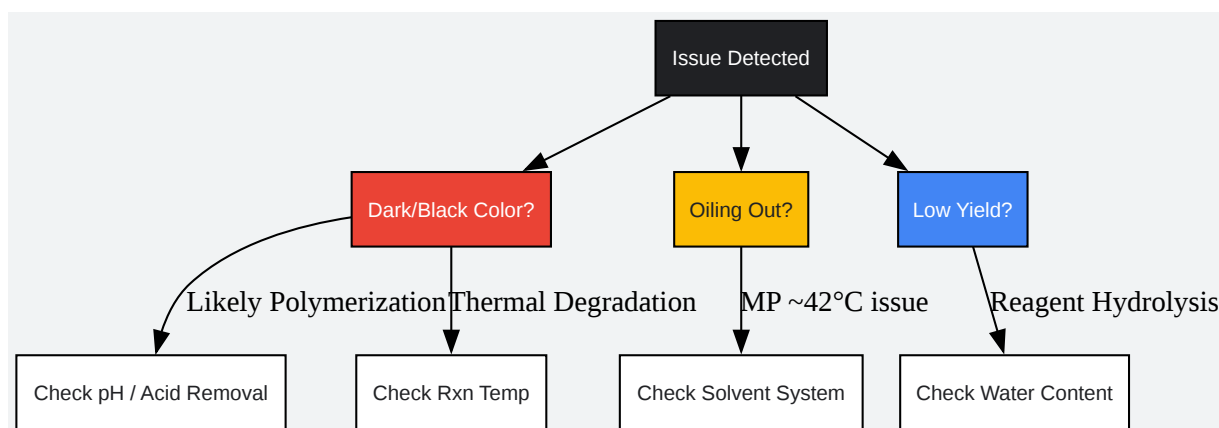 Issue Detected
Dark/Black Color?
Oiling Out?
Low Yield?
Likely Polymerization
Thermal Degradation
MP ~42°C issue
Reagent Hydrolysis
Check pH / Acid Removal
Check Rxn Temp
Check Solvent System
Check Water Content